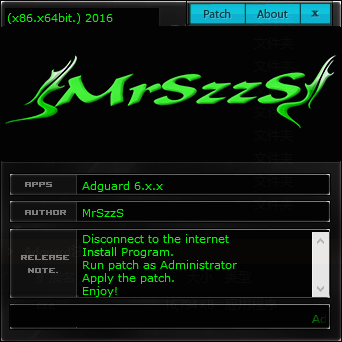 (x86.x64bit.) 2016
Patch
About
x
MrSzzS
APPS
Adguard 6.x.x
AUTHOR
MrSzzS
RELEASE
NOTE.
Disconnect to the internet
Install Program.
Run patch as Administrator
Apply the patch.
Enjoy!